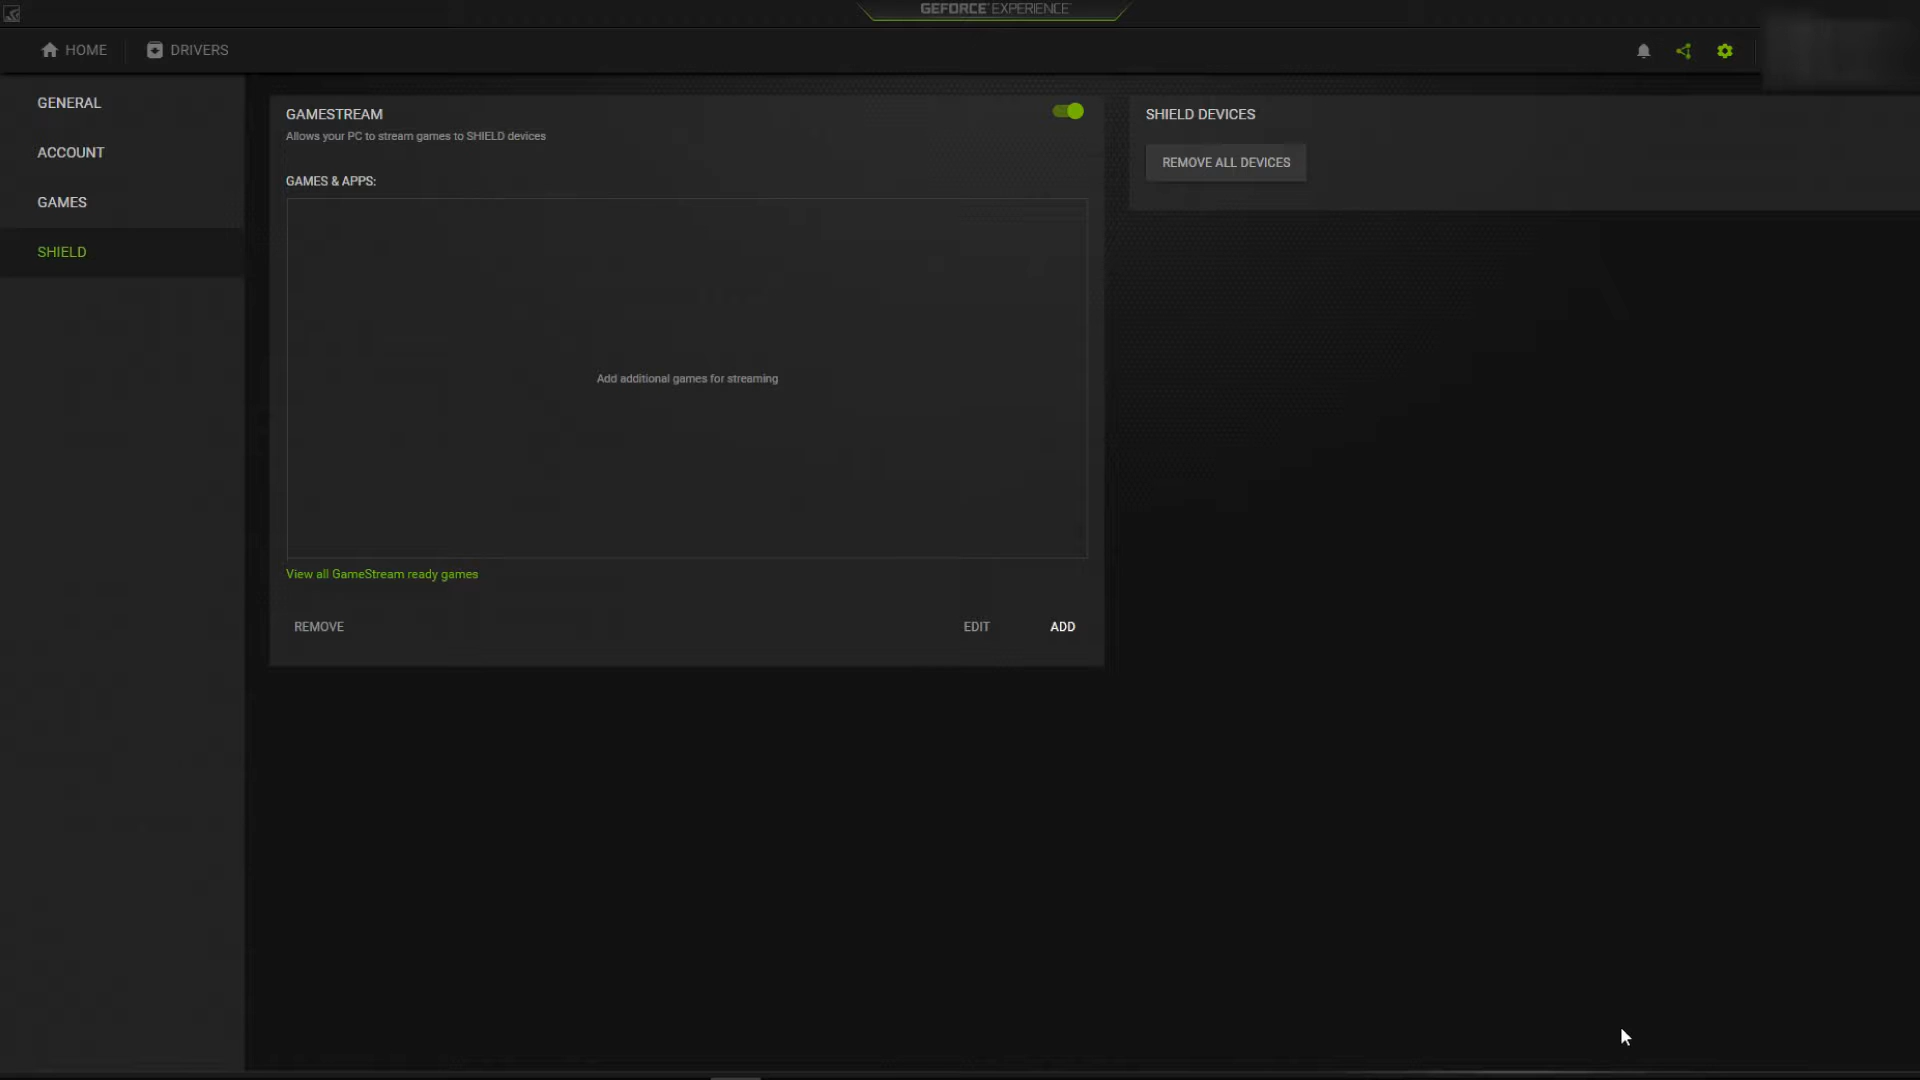 GEFORCE EXPERIENCE
HOME
DRIVERS
GENERAL
ACCOUNT
GAMES
SHIELD
GAMESTREAM
Allows your PC to stream games to SHIELD devices
GAMES & APPS:
Add additional games for streaming
View all GameStream ready games
REMOVE
EDIT
ADD
SHIELD DEVICES
REMOVE ALL DEVICES